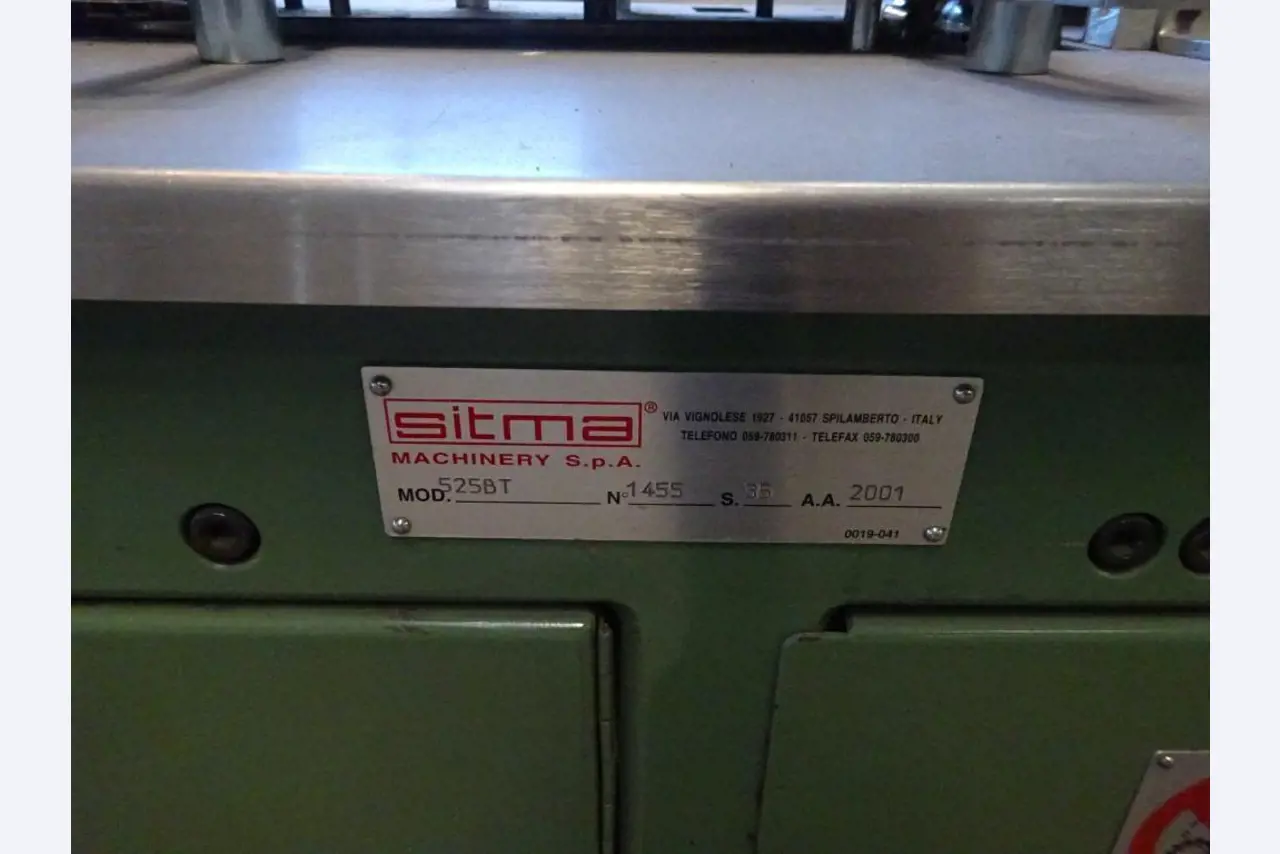 sitma®
MACHINERY S.p.A.
VIA VIGNOLESE 1927 - 41057 SPILAMBERTO - ITALY
TELEFONO 059-780311 - TELEFAX 059-780300
MOD. 525BT N° 1455 S. 35 A.A. 2001
0019-041